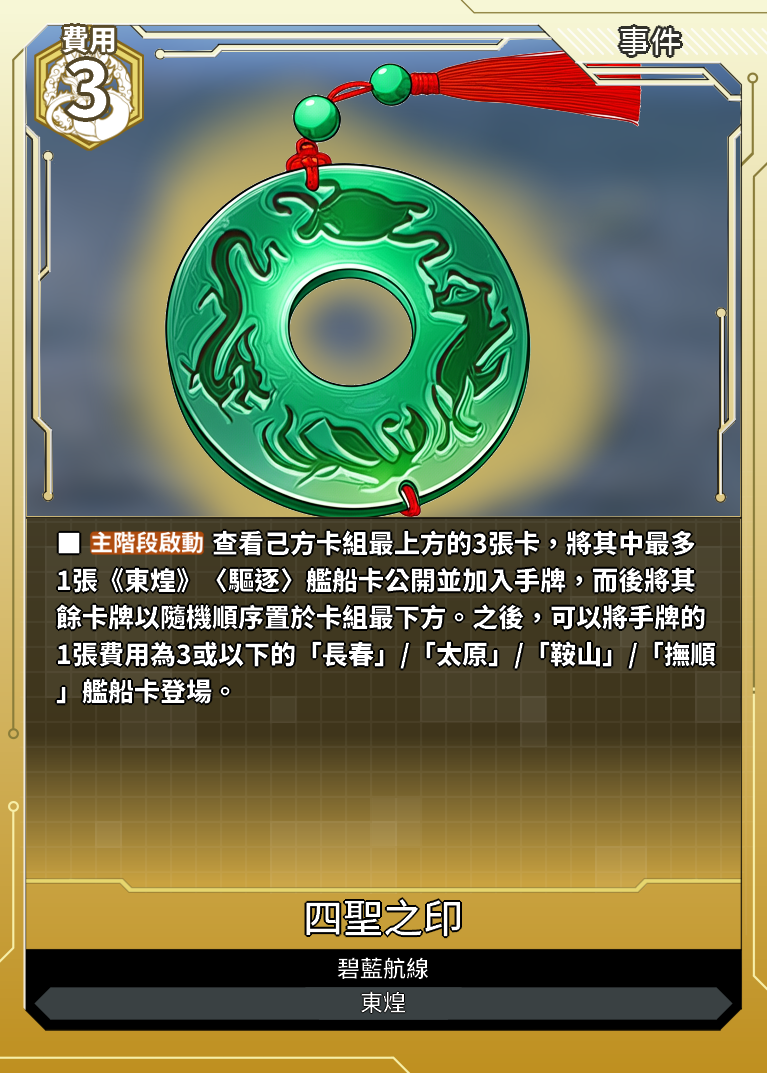 費用
3
事件
■ 主階段啟動 查看己方卡組最上方的3張卡，將其中最多
1張《東煌》〈驅逐〉艦船卡公開並加入手牌，而後將其
餘卡牌以隨機順序置於卡組最下方。之後，可以將手牌的
1張費用為3或以下的「長春」/「太原」/「鞍山」/「撫順
」艦船卡登場。
四聖之印
碧藍航線
東煌